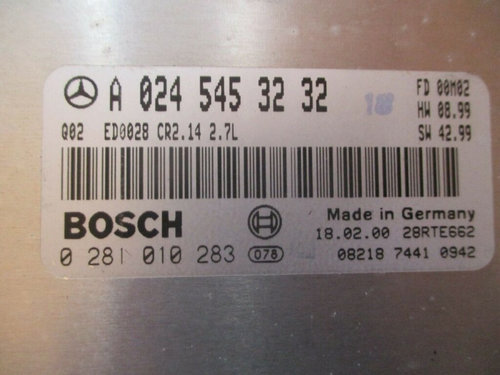 A 024 545 32 32
FD 00M02
HW 08.99
Q02 ED0028 CR2.14 2.7L
SW 42.99
BOSCH
Made in Germany
18.02.00 28RTE662
0 281 010 283 078
08218 7441 0942